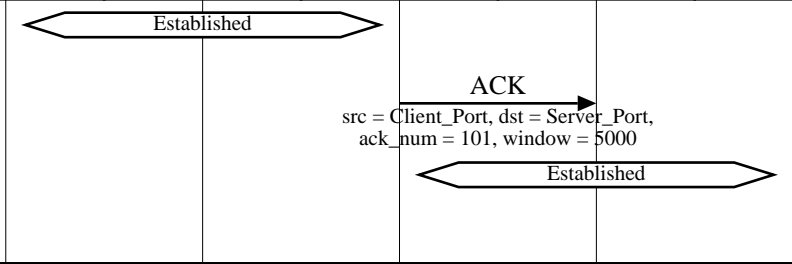 Established
ACK
src = Client_Port, dst = Server_Port,
ack_num = 101, window = 5000
Established